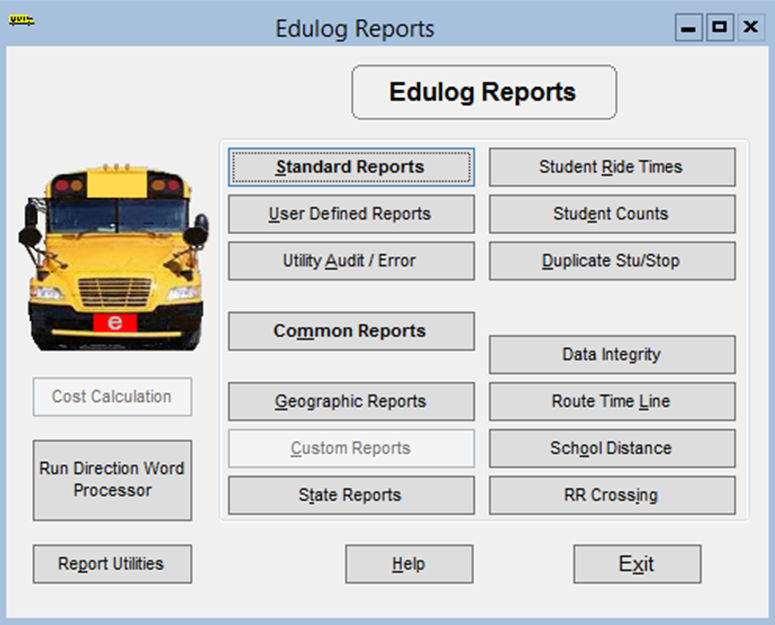 Edulog Reports
Edulog Reports
Standard Reports
Student Ride Times
User Defined Reports
Student Counts
Utility Audit / Error
Duplicate Stu/Stop
Common Reports
Data Integrity
Cost Calculation
Geographic Reports
Route Time Line
Custom Reports
School Distance
Run Direction Word
Processor
State Reports
RR Crossing
Report Utilities
Help
Exit
e